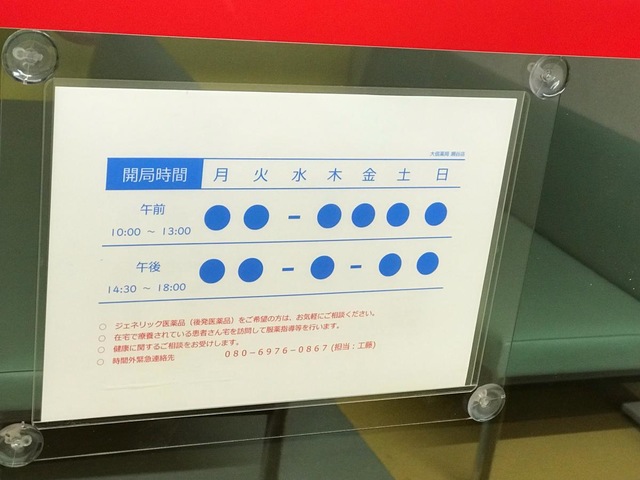 大目薬局
開局時間 月 火 水 木 金 土 日
午前
10:00 ～ 13:00 ● ● － ● ● ● ●
午後
14:30 ～ 18:00 ● ● － ● － ● ●
○ ジェネリック医薬品（後発医薬品）をご希望の方は、お気軽にご相談ください。
○ 在宅で療養されている患者さん宅を訪問して服薬指導等を行います。
○ 健康に関するご相談をお受けします。
○ 時間外緊急連絡先 080-6976-0867 (担当：工藤)